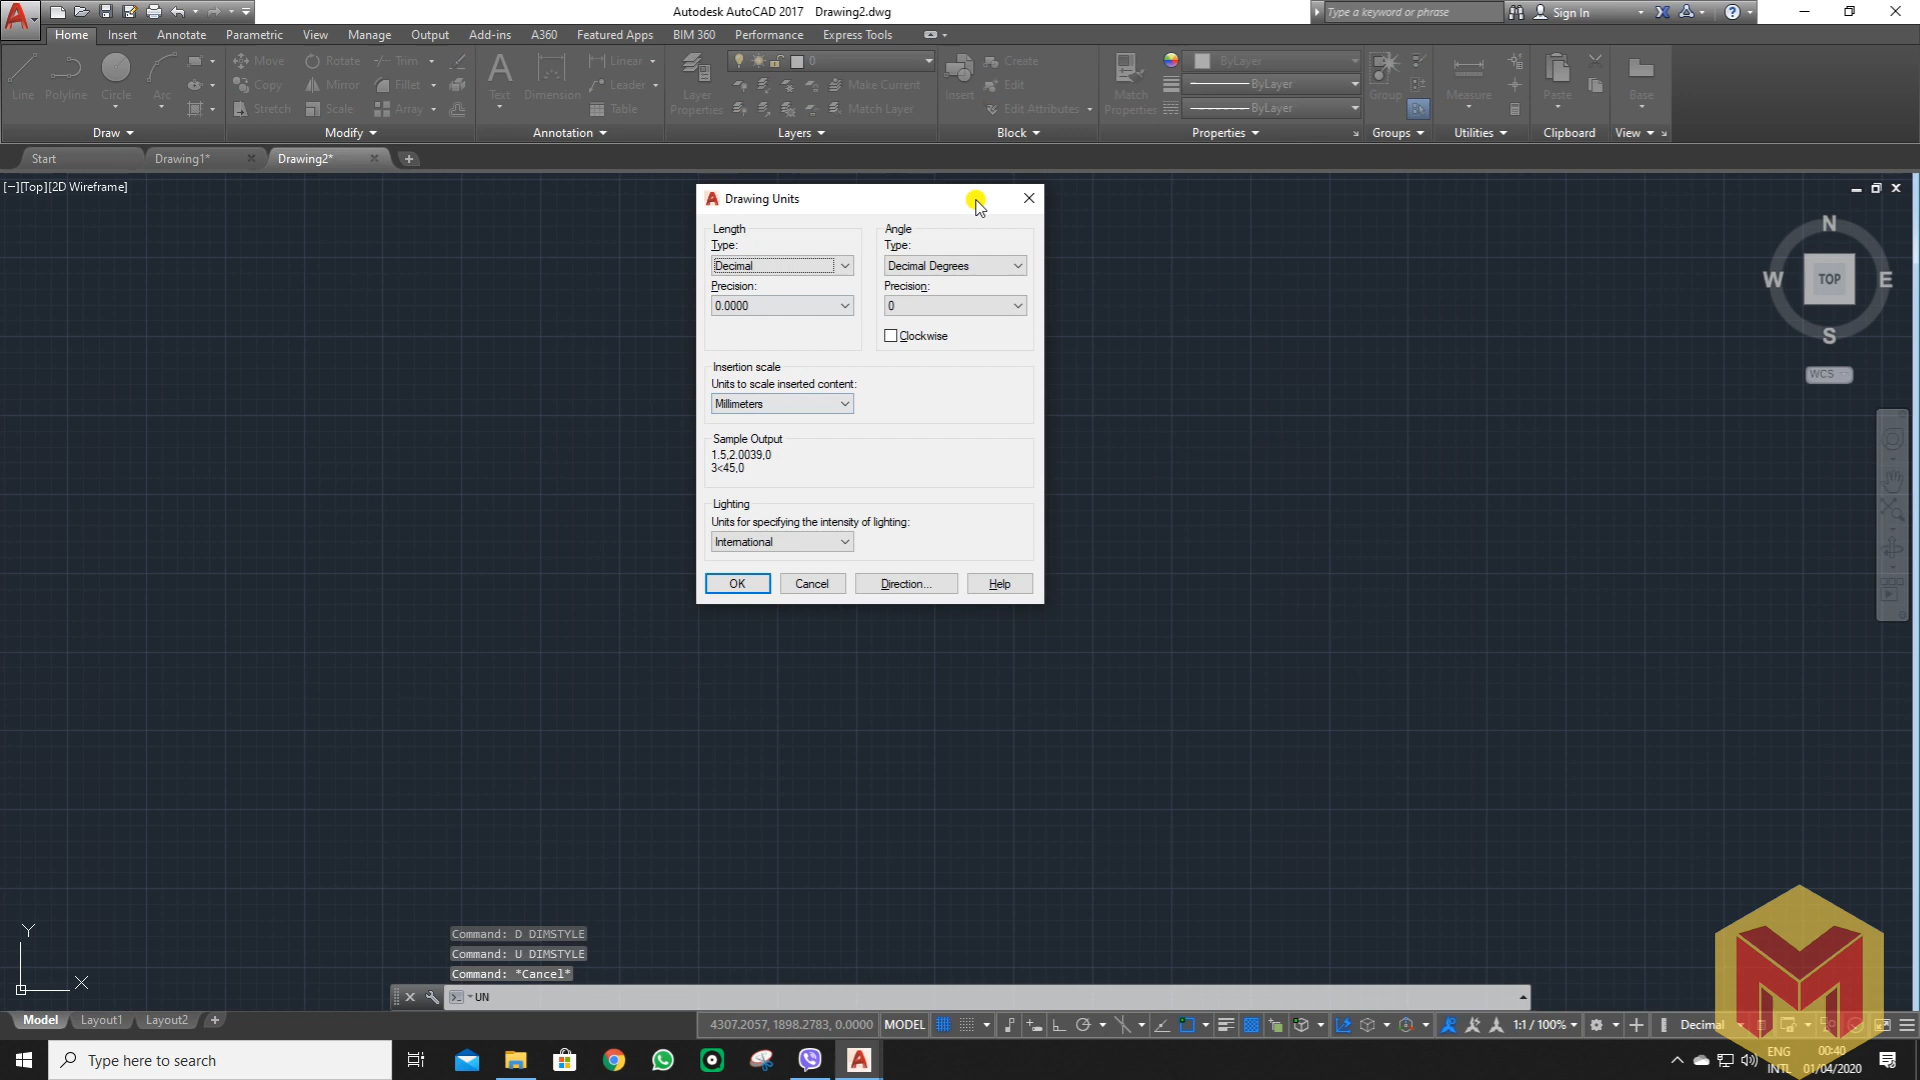 Autodesk AutoCAD 2017 Drawing2.dwg
Type a keyword or phrase
Sign In
Home Insert Annotate Parametric View Manage Output Add-ins A360 Featured Apps BIM 360 Performance Express Tools
Line Polyline Circle Arc
Move Rotate Trim
Copy Mirror Fillet
Stretch Scale Array
Text Dimension
Linear
Leader
Table
Layer Properties
0
Make Current
Match Layer
Insert
Create
Edit
Edit Attributes
Match Properties
ByLayer
ByLayer
ByLayer
Group
Measure
Paste
Base
Draw Modify Annotation Layers Block Properties Groups Utilities Clipboard View
Start Drawing1* Drawing2*
[−][Top][2D Wireframe]
Drawing Units
Length
Type:
Decimal
Precision:
0.0000
Angle
Type:
Decimal Degrees
Precision:
0
Clockwise
Insertion scale
Units to scale inserted content:
Millimeters
Sample Output
1.5,2.0039,0
3<45,0
Lighting
Units for specifying the intensity of lighting:
International
OK Cancel Direction... Help
N
W TOP E
S
WCS
Y
X
Command: D DIMSTYLE
Command: U DIMSTYLE
Command: *Cancel*
UN
Model Layout1 Layout2
4307.2057, 1898.2783, 0.0000 MODEL 1:1 / 100% Decimal
Type here to search
ENG
INTL
00:40
01/04/2020